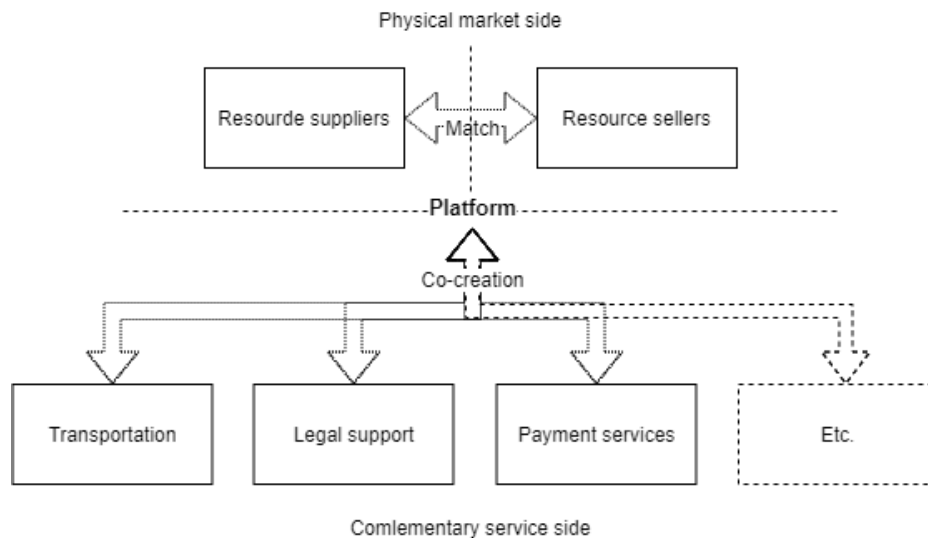 Physical market side
Resourde suppliers
Match
Resource sellers
Platform
Co-creation
Transportation
Legal support
Payment services
Etc.
Comlementary service side